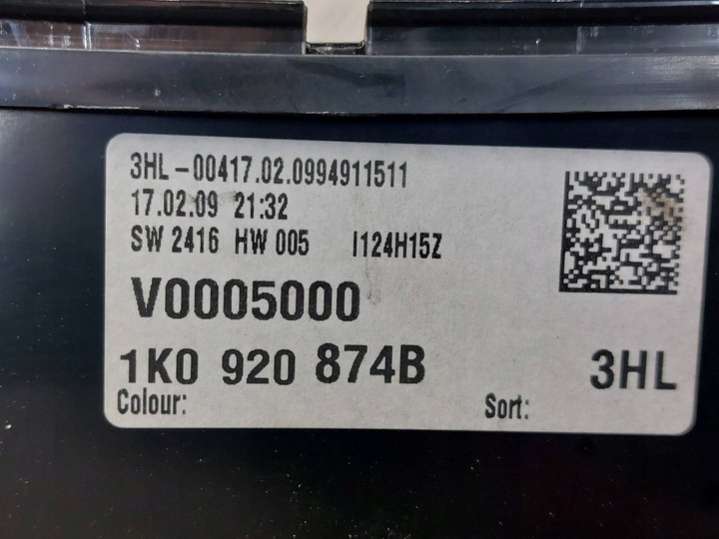 3HL-00417.02.0994911511
17.02.09 21:32
SW 2416 HW 005 I124H15Z
V0005000
1K0 920 874B 3HL
Colour: Sort: